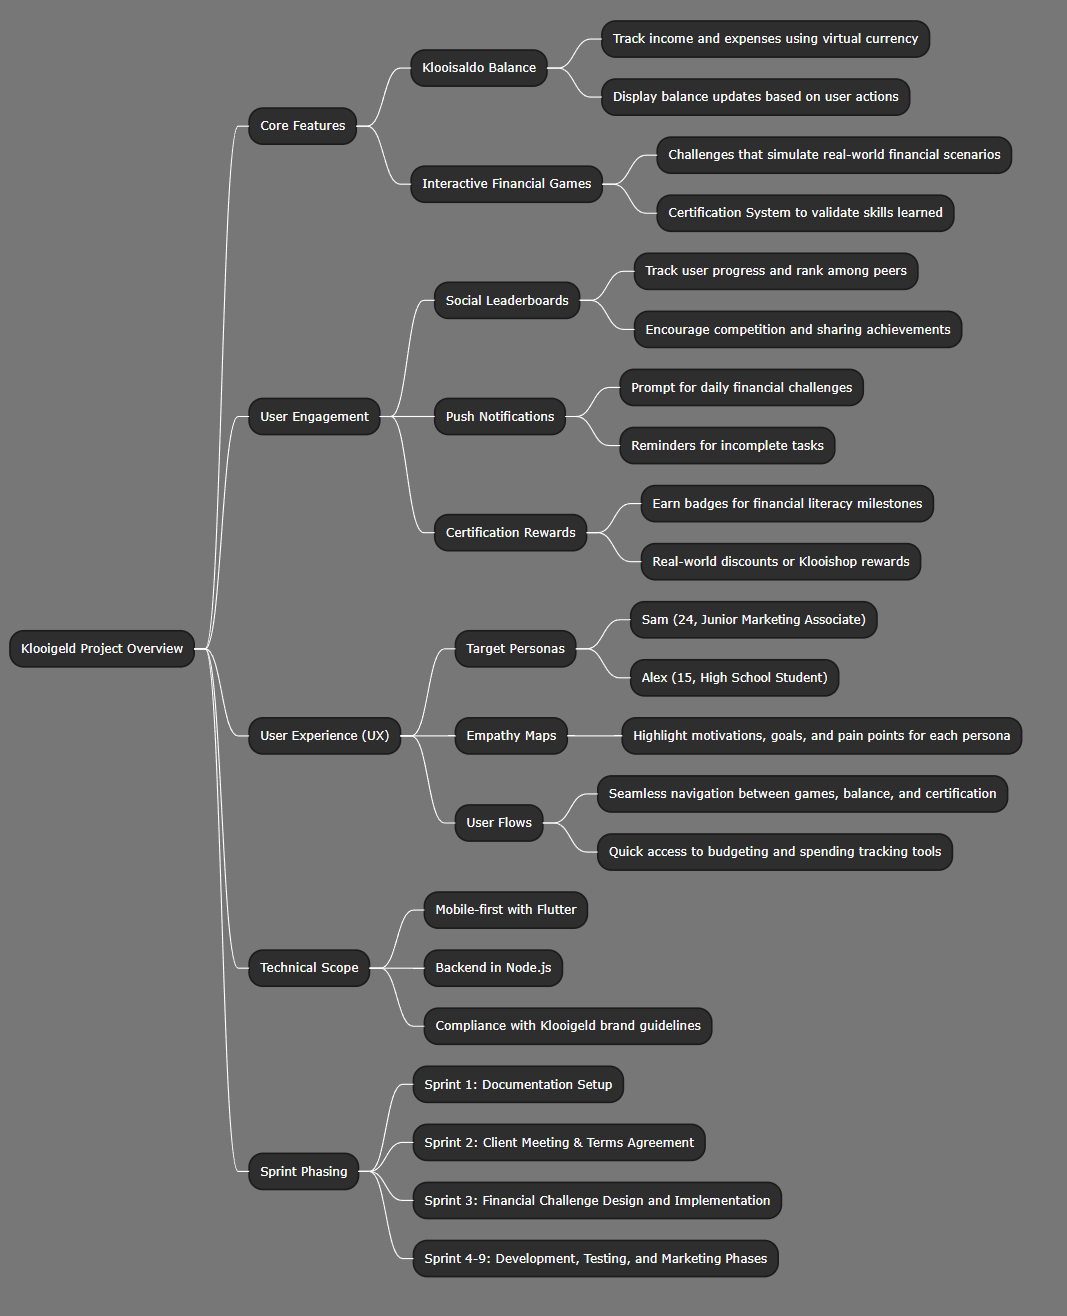 Klooigeld Project Overview
Core Features
Klooisaldo Balance
Track income and expenses using virtual currency
Display balance updates based on user actions
Interactive Financial Games
Challenges that simulate real-world financial scenarios
Certification System to validate skills learned
User Engagement
Social Leaderboards
Track user progress and rank among peers
Encourage competition and sharing achievements
Push Notifications
Prompt for daily financial challenges
Reminders for incomplete tasks
Certification Rewards
Earn badges for financial literacy milestones
Real-world discounts or Klooishop rewards
User Experience (UX)
Target Personas
Sam (24, Junior Marketing Associate)
Alex (15, High School Student)
Empathy Maps
Highlight motivations, goals, and pain points for each persona
User Flows
Seamless navigation between games, balance, and certification
Quick access to budgeting and spending tracking tools
Technical Scope
Mobile-first with Flutter
Backend in Node.js
Compliance with Klooigeld brand guidelines
Sprint Phasing
Sprint 1: Documentation Setup
Sprint 2: Client Meeting & Terms Agreement
Sprint 3: Financial Challenge Design and Implementation
Sprint 4-9: Development, Testing, and Marketing Phases